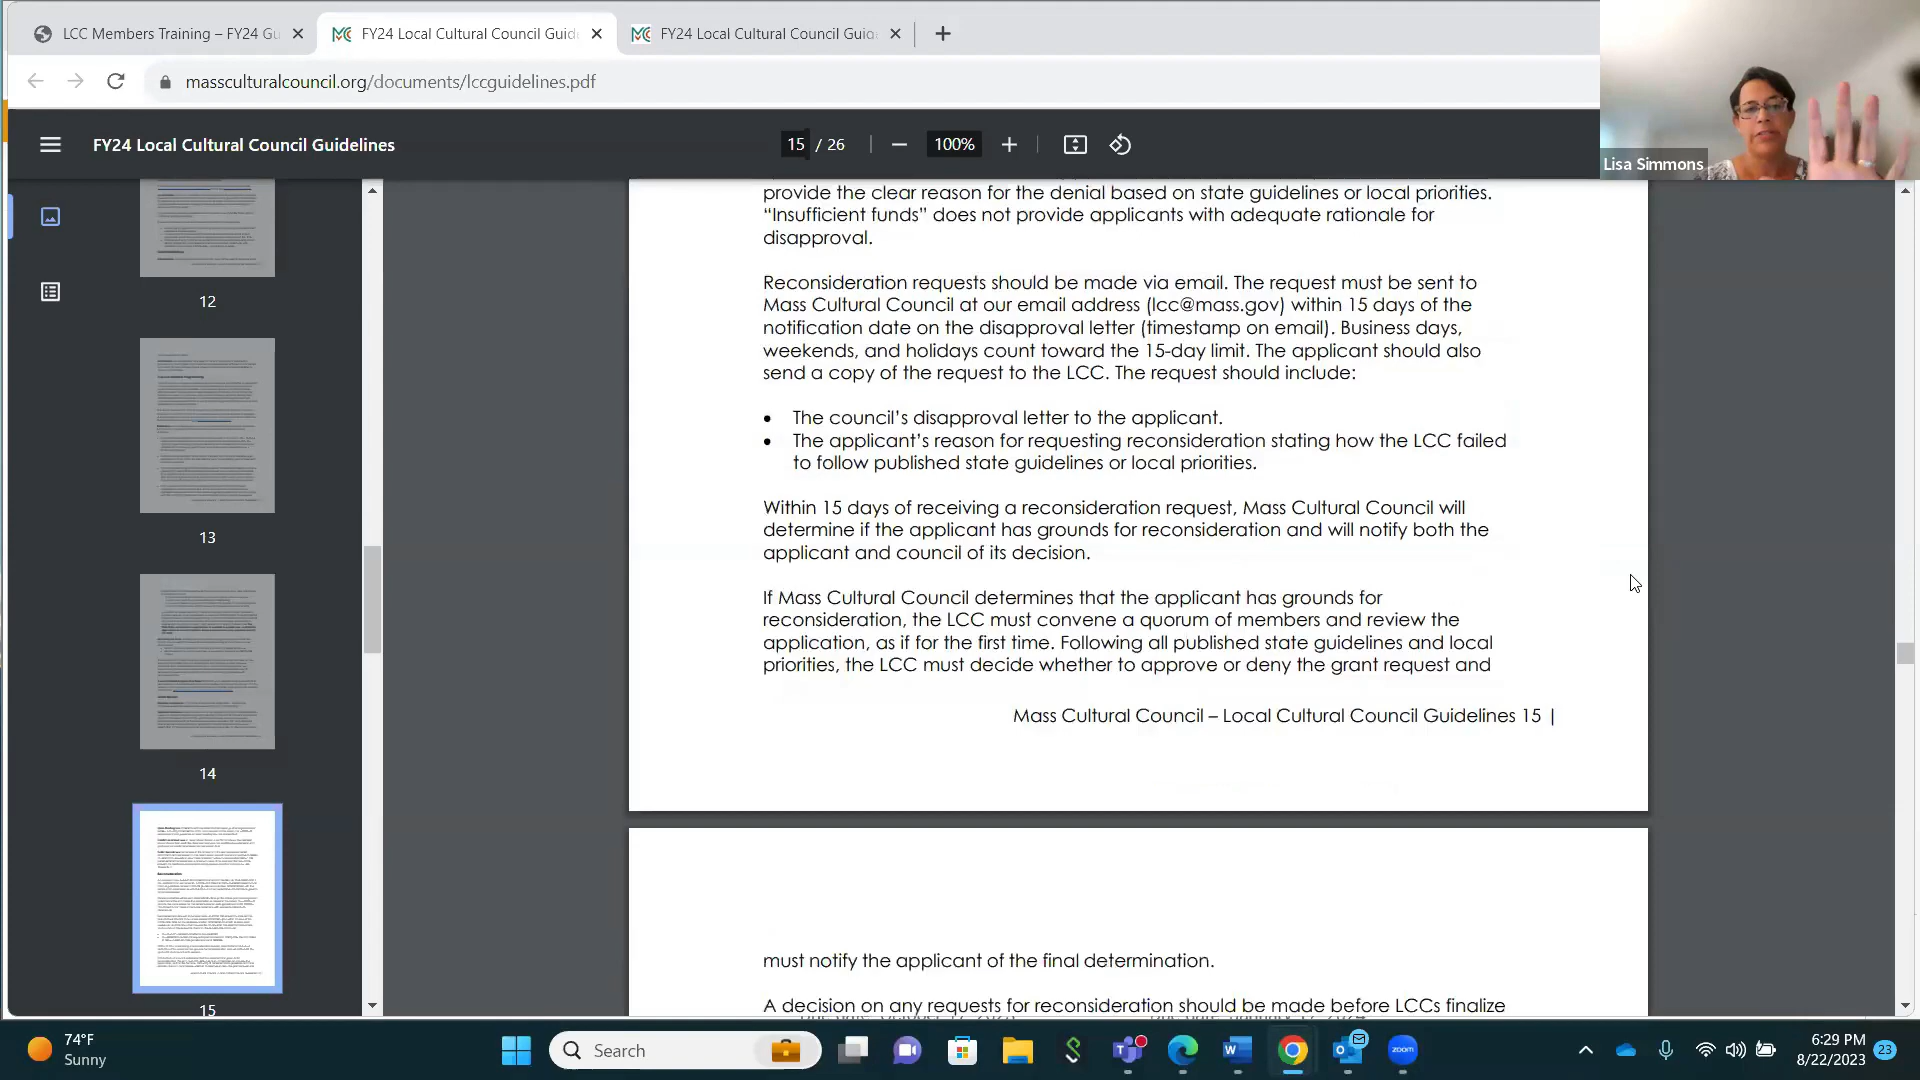 LCC Members Training – FY24 Gu
FY24 Local Cultural Council Guid
FY24 Local Cultural Council Guid
masscultural​council.org/documents/lccguidelines.pdf
FY24 Local Cultural Council Guidelines
15 / 26
100%
Lisa Simmons
12
13
14
15
provide the clear reason for the denial based on state guidelines or local priorities.
“Insufficient funds” does not provide applicants with adequate rationale for
disapproval.
Reconsideration requests should be made via email. The request must be sent to
Mass Cultural Council at our email address (lcc@mass.gov) within 15 days of the
notification date on the disapproval letter (timestamp on email). Business days,
weekends, and holidays count toward the 15-day limit. The applicant should also
send a copy of the request to the LCC. The request should include:
• The council’s disapproval letter to the applicant.
• The applicant’s reason for requesting reconsideration stating how the LCC failed
to follow published state guidelines or local priorities.
Within 15 days of receiving a reconsideration request, Mass Cultural Council will
determine if the applicant has grounds for reconsideration and will notify both the
applicant and council of its decision.
If Mass Cultural Council determines that the applicant has grounds for
reconsideration, the LCC must convene a quorum of members and review the
application, as if for the first time. Following all published state guidelines and local
priorities, the LCC must decide whether to approve or deny the grant request and
Mass Cultural Council – Local Cultural Council Guidelines 15 |
must notify the applicant of the final determination.
A decision on any requests for reconsideration should be made before LCCs finalize
74°F
Sunny
Search
zoom
6:29 PM
8/22/2023
23